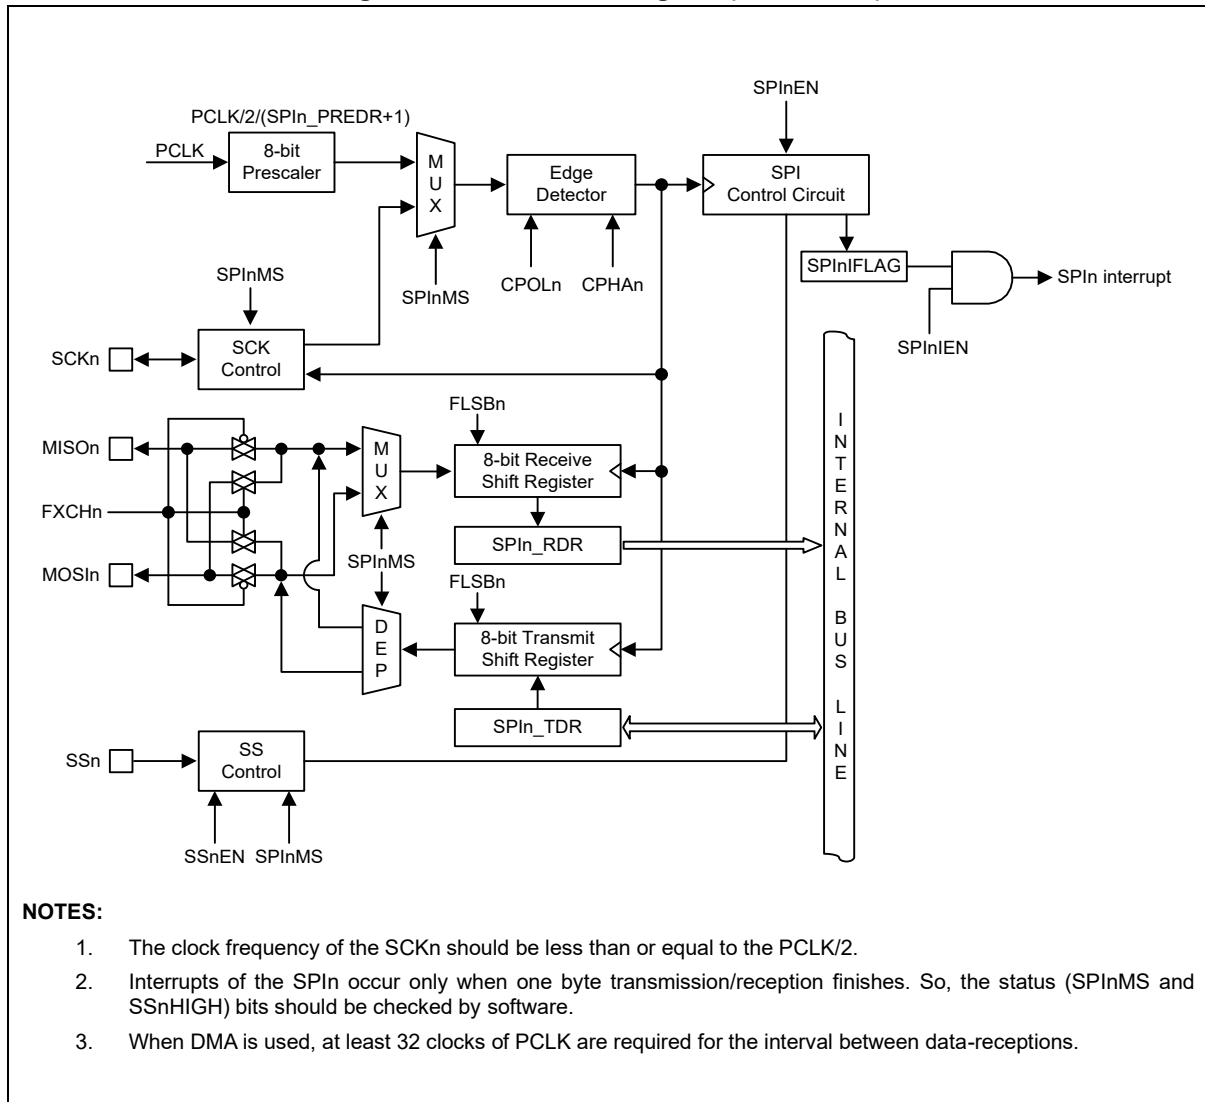 SPInEN
PCLK/2/(SPIn_PREDR+1)
PCLK
8-bit
Prescaler
M
U
X
Edge
Detector
SPI
Control Circuit
SPInIFLAG
SPIn interrupt
SPInMS
SPInMS
CPOLn
CPHAn
SPInIEN
SCKn
SCK
Control
FLSBn
MISOn
M
U
X
8-bit Receive
Shift Register
FXCHn
SPIn_RDR
SPInMS
MOSIn
FLSBn
D
E
P
8-bit Transmit
Shift Register
SPIn_TDR
SSn
SS
Control
SSnEN
SPInMS
I
N
T
E
R
N
A
L
B
U
S
L
I
N
E
NOTES:
1. The clock frequency of the SCKn should be less than or equal to the PCLK/2.
2. Interrupts of the SPIn occur only when one byte transmission/reception finishes. So, the status (SPInMS and
SSnHIGH) bits should be checked by software.
3. When DMA is used, at least 32 clocks of PCLK are required for the interval between data-receptions.